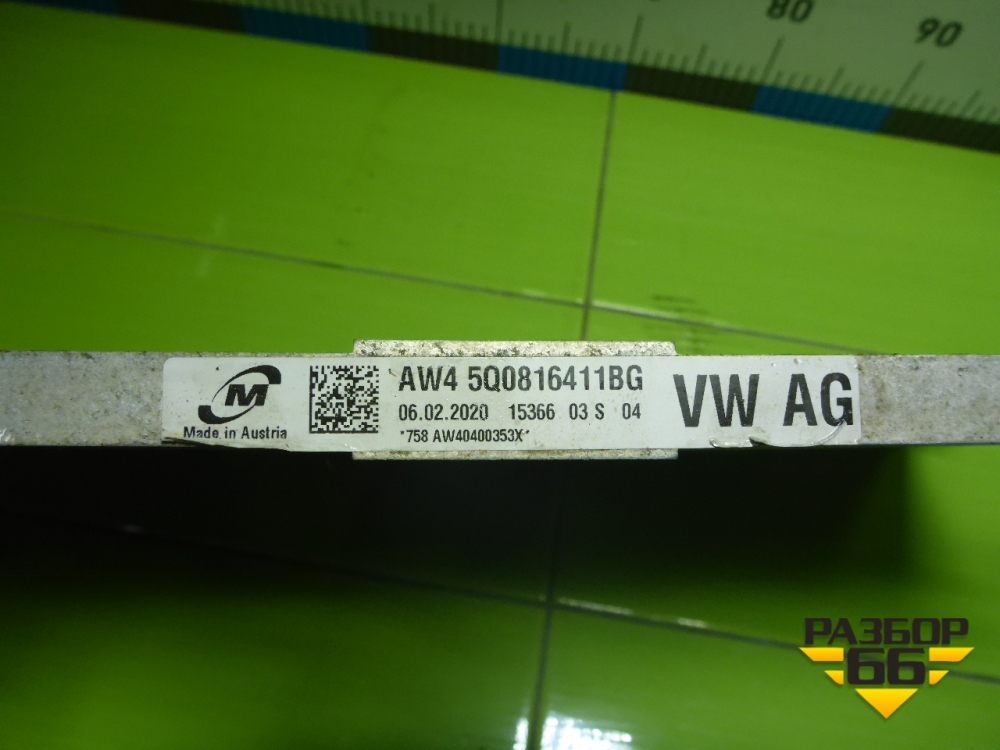 80
90
M
Made in Austria
AW4 5Q0816411BG
06.02.2020 15366 03 S 04
*758 AW40400353X*
VW AG
РАЗБОР
66